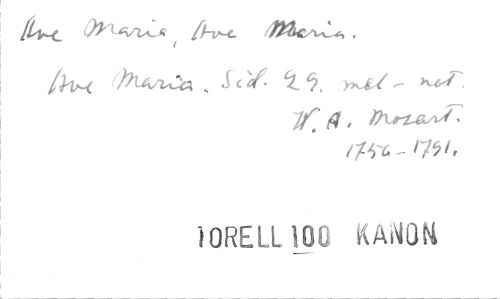 Ave Maria, Ave Maria.
Ave Maria. Sid. 29. mel-not.
W. A. Mozart.
1756-1791.
TORELL 100 KANON